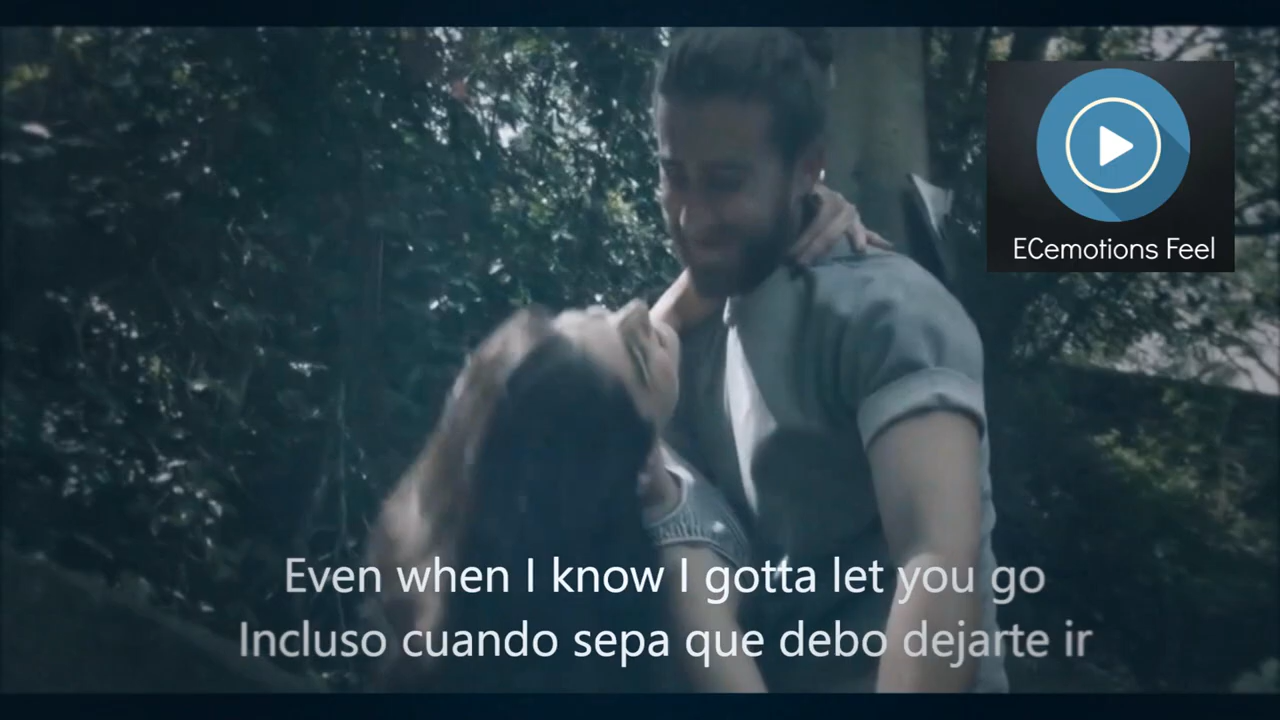 ECemotions Feel
Even when I know I gotta let you go
Incluso cuando sepa que debo dejarte ir